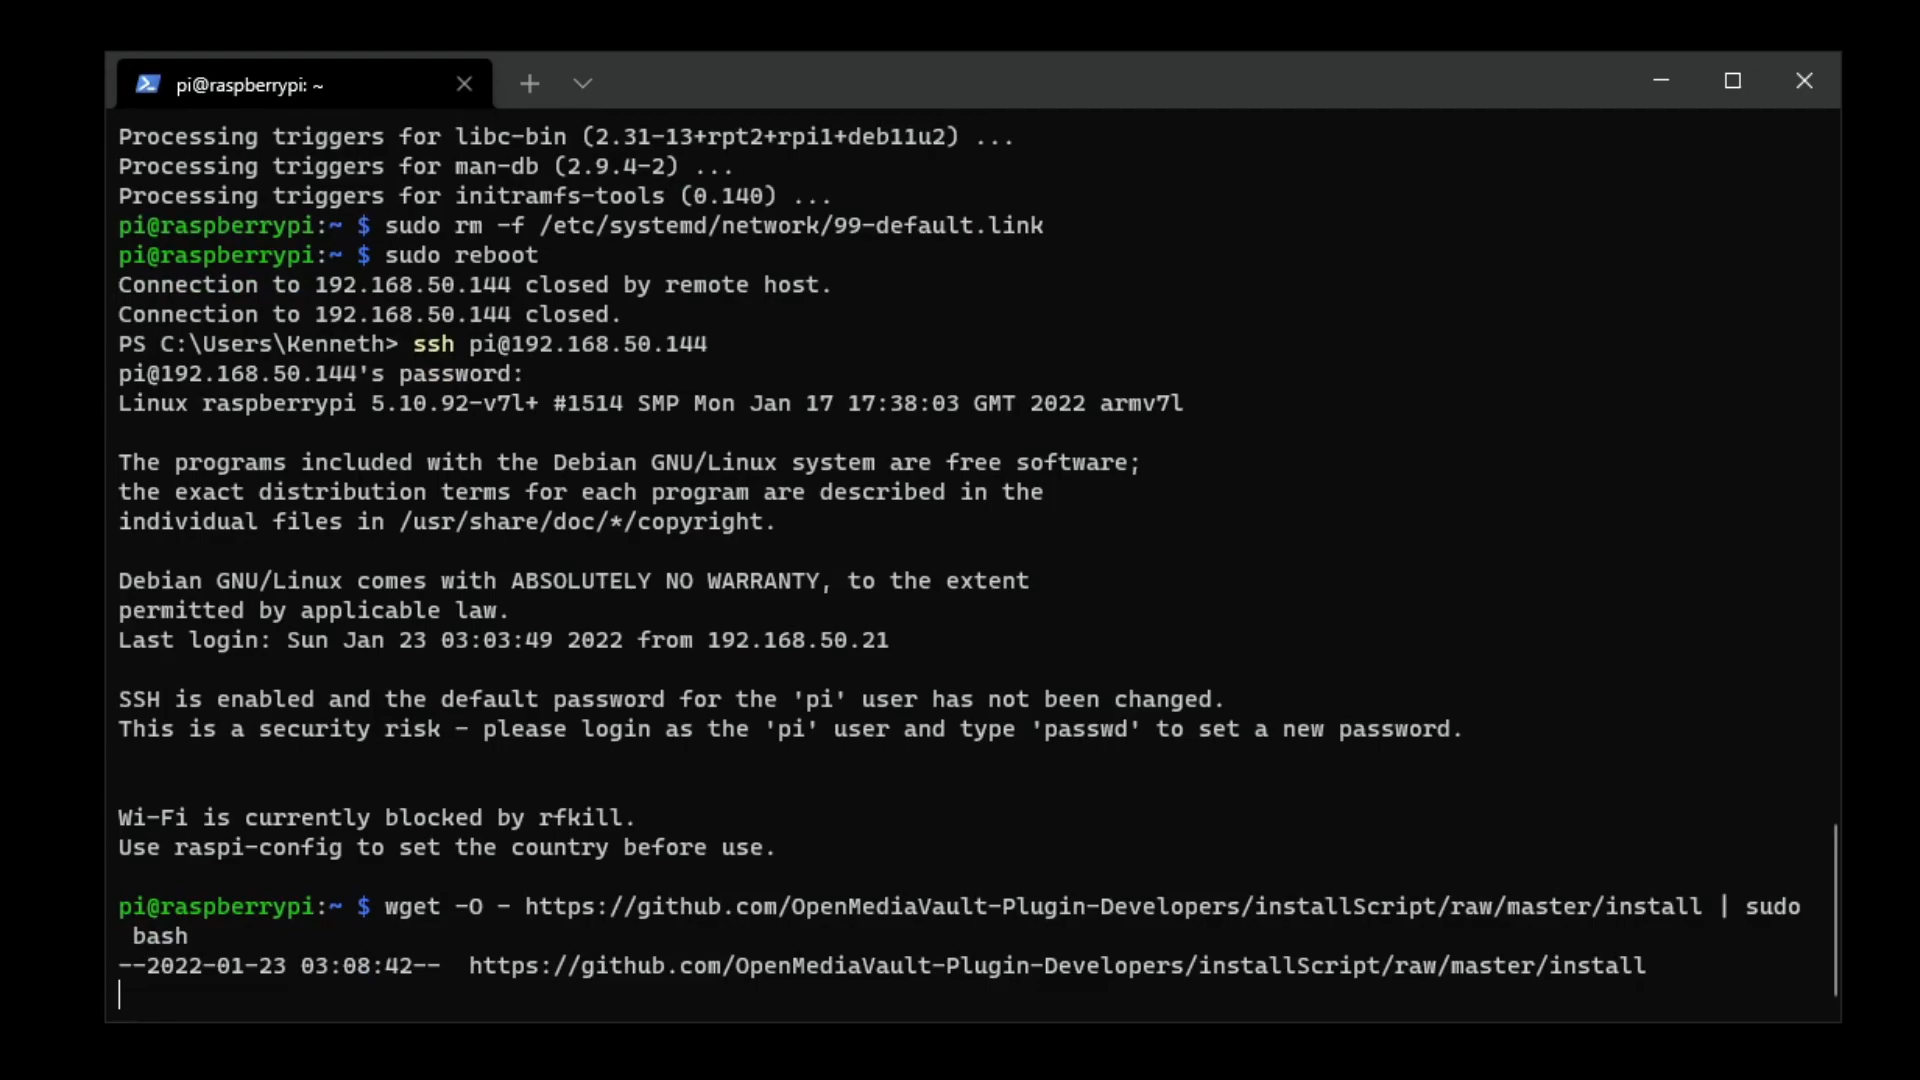 pi@raspberrypi: ~
Processing triggers for libc-bin (2.31-13+rpt2+rpi1+deb11u2) ...
Processing triggers for man-db (2.9.4-2) ...
Processing triggers for initramfs-tools (0.140) ...
pi@raspberrypi:~ $ sudo rm -f /etc/systemd/network/99-default.link
pi@raspberrypi:~ $ sudo reboot
Connection to 192.168.50.144 closed by remote host.
Connection to 192.168.50.144 closed.
PS C:\Users\Kenneth> ssh pi@192.168.50.144
pi@192.168.50.144's password:
Linux raspberrypi 5.10.92-v7l+ #1514 SMP Mon Jan 17 17:38:03 GMT 2022 armv7l
The programs included with the Debian GNU/Linux system are free software;
the exact distribution terms for each program are described in the
individual files in /usr/share/doc/*/copyright.
Debian GNU/Linux comes with ABSOLUTELY NO WARRANTY, to the extent
permitted by applicable law.
Last login: Sun Jan 23 03:03:49 2022 from 192.168.50.21
SSH is enabled and the default password for the 'pi' user has not been changed.
This is a security risk - please login as the 'pi' user and type 'passwd' to set a new password.
Wi-Fi is currently blocked by rfkill.
Use raspi-config to set the country before use.
pi@raspberrypi:~ $ wget -O - https://github.com/OpenMediaVault-Plugin-Developers/installScript/raw/master/install | sudo
bash
--2022-01-23 03:08:42--  https://github.com/OpenMediaVault-Plugin-Developers/installScript/raw/master/install